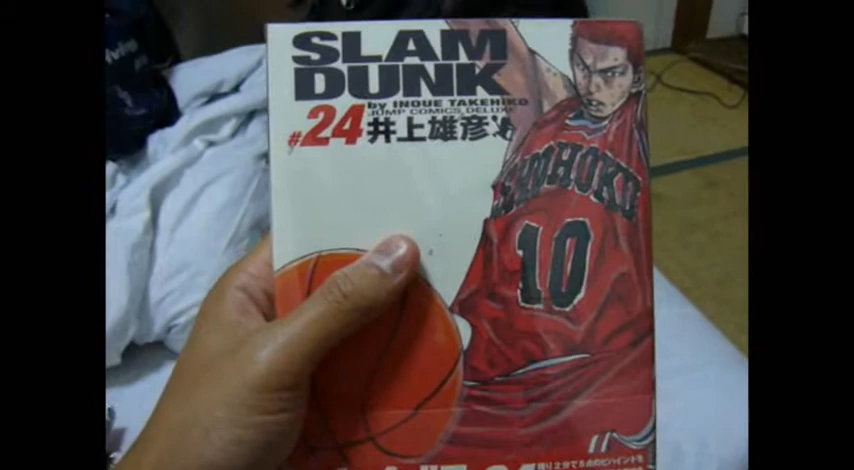 SLAM
DUNK
by INOUE TAKEHIKO
JUMP COMICS DELUXE
#24 井上雄彦
SHOHOKU
10